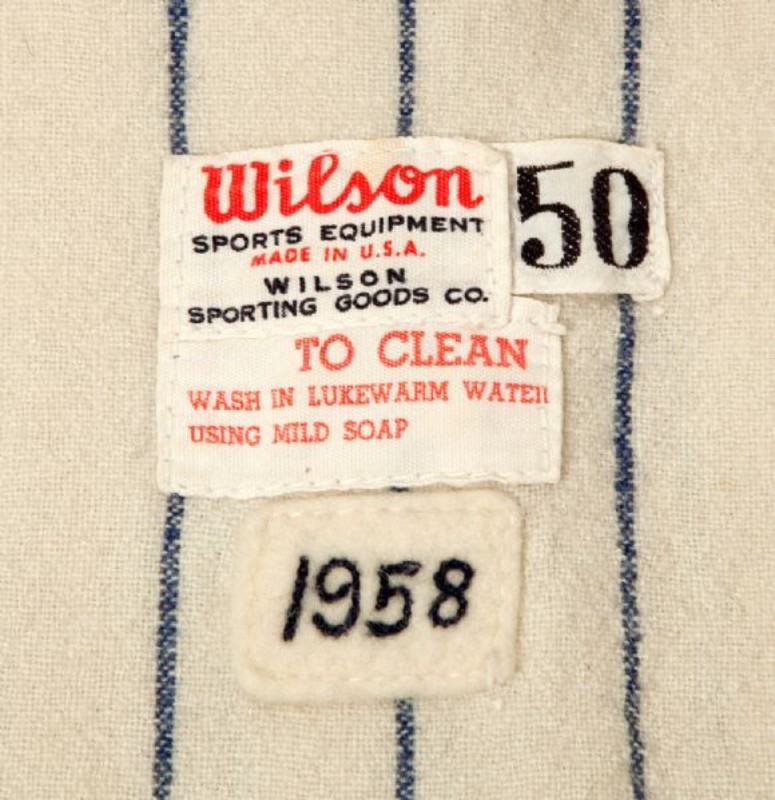 Wilson
SPORTS EQUIPMENT
MADE IN U.S.A.
WILSON
SPORTING GOODS CO.
50
TO CLEAN
WASH IN LUKEWARM WATER
USING MILD SOAP
1958